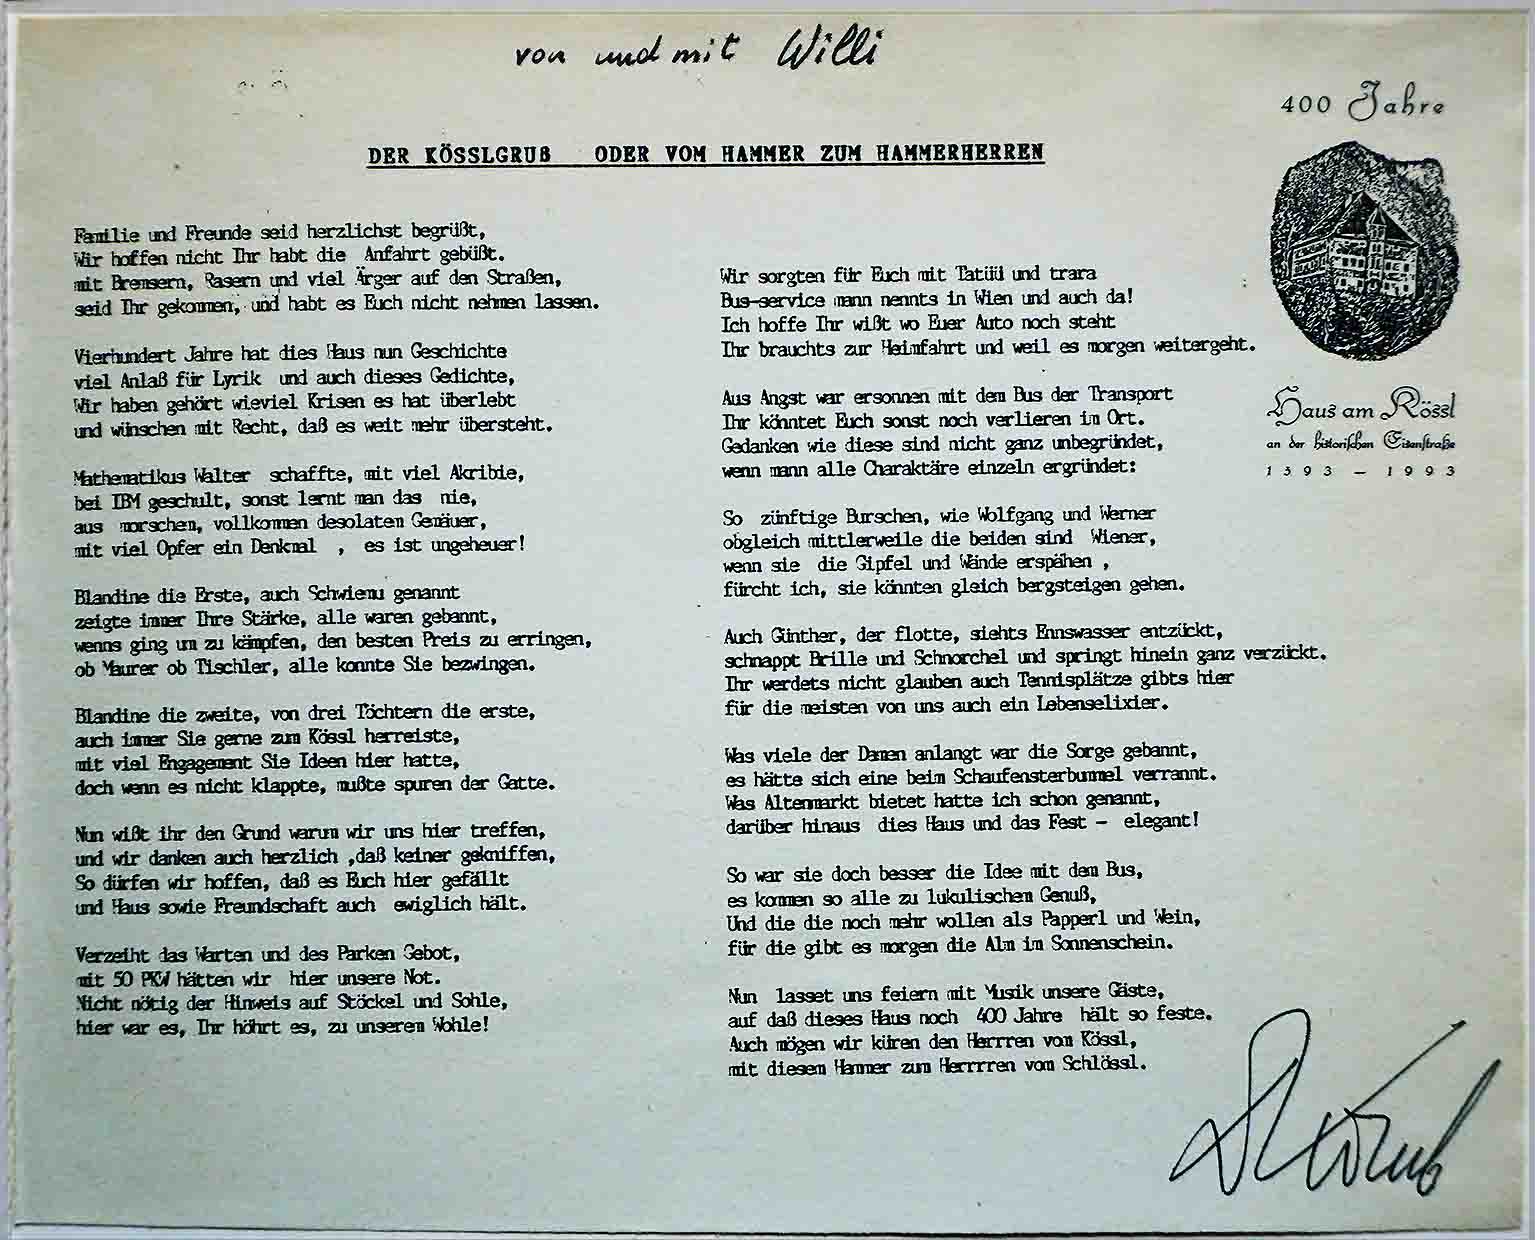 von und mit Willi
400 Jahre
DER KÖSSLGRUß ODER VOM HAMMER ZUM HAMMERHERREN
Familie und Freunde seid herzlichst begrüßt,
Wir hoffen nicht Ihr habt die Anfahrt gebüßt.
mit Bremsern, Rasern und viel Ärger auf den Straßen,
seid Ihr gekommen, und habt es Euch nicht nehmen lassen.
Vierhundert Jahre hat dies Haus nun Geschichte
viel Anlaß für Lyrik und auch dieses Gedichte,
Wir haben gehört wieviel Krisen es hat überlebt
und wünschen mit Recht, daß es weit mehr übersteht.
Mathematikus Walter schaffte, mit viel Akribie,
bei IBM geschult, sonst lernt man das nie,
aus morschen, vollkommen desolaten Gemäuer,
mit viel Opfer ein Denkmal , es ist ungeheuer!
Blandine die Erste, auch Schwiemu genannt
zeigte immer Ihre Stärke, alle waren gebannt,
wenns ging um zu kämpfen, den besten Preis zu erringen,
ob Maurer ob Tischler, alle konnte Sie bezwingen.
Blandine die zweite, von drei Töchtern die erste,
auch immer Sie gerne zum Kössl herreiste,
mit viel Engagement Sie Ideen hier hatte,
doch wenn es nicht klappte, mußte spuren der Gatte.
Nun wißt ihr den Grund warum wir uns hier treffen,
und wir danken auch herzlich ,daß keiner gekniffen,
So dürfen wir hoffen, daß es Euch hier gefällt
und Haus sowie Freundschaft auch ewiglich hält.
Verzeiht das Warten und des Parken Gebot,
mit 50 PKW hätten wir hier unsere Not.
Nicht nötig der Hinweis auf Stöckel und Sohle,
hier war es, Ihr höhrt es, zu unserem Wohle!
Wir sorgten für Euch mit Tatüü und trara
Bus-service mann nennts in Wien und auch da!
Ich hoffe Ihr wißt wo Euer Auto noch steht
Ihr brauchts zur Heimfahrt und weil es morgen weitergeht.
Aus Angst war ersonnen mit dem Bus der Transport
Ihr könntet Euch sonst noch verlieren im Ort.
Gedanken wie diese sind nicht ganz unbegründet,
wenn mann alle Charaktäre einzeln ergründet:
So zünftige Burschen, wie Wolfgang und Werner
obgleich mittlerweile die beiden sind Wiener,
wenn sie die Gipfel und Wände erspähen ,
fürcht ich, sie könnten gleich bergsteigen gehen.
Auch Günther, der flotte, siehts Ennswasser entzückt,
schnappt Brille und Schnorchel und springt hinein ganz verzückt.
Ihr werdets nicht glauben auch Tennisplätze gibts hier
für die meisten von uns auch ein Lebenselixier.
Was viele der Damen anlangt war die Sorge gebannt,
es hätte sich eine beim Schaufensterbummel verrannt.
Was Altenmarkt bietet hatte ich schon genannt,
darüber hinaus dies Haus und das Fest - elegant!
So war sie doch besser die Idee mit dem Bus,
es kommen so alle zu lukulischem Genuß,
Und die die noch mehr wollen als Papperl und Wein,
für die gibt es morgen die Alm im Sonnenschein.
Nun lasset uns feiern mit Musik unsere Gäste,
auf daß dieses Haus noch 400 Jahre hält so feste.
Auch mögen wir küren den Herrren von Kössl,
mit diesem Hammer zum Herrrren vom Schlössl.
Haus am Rössl
an der historischen Eisenstraße
1593 - 1993